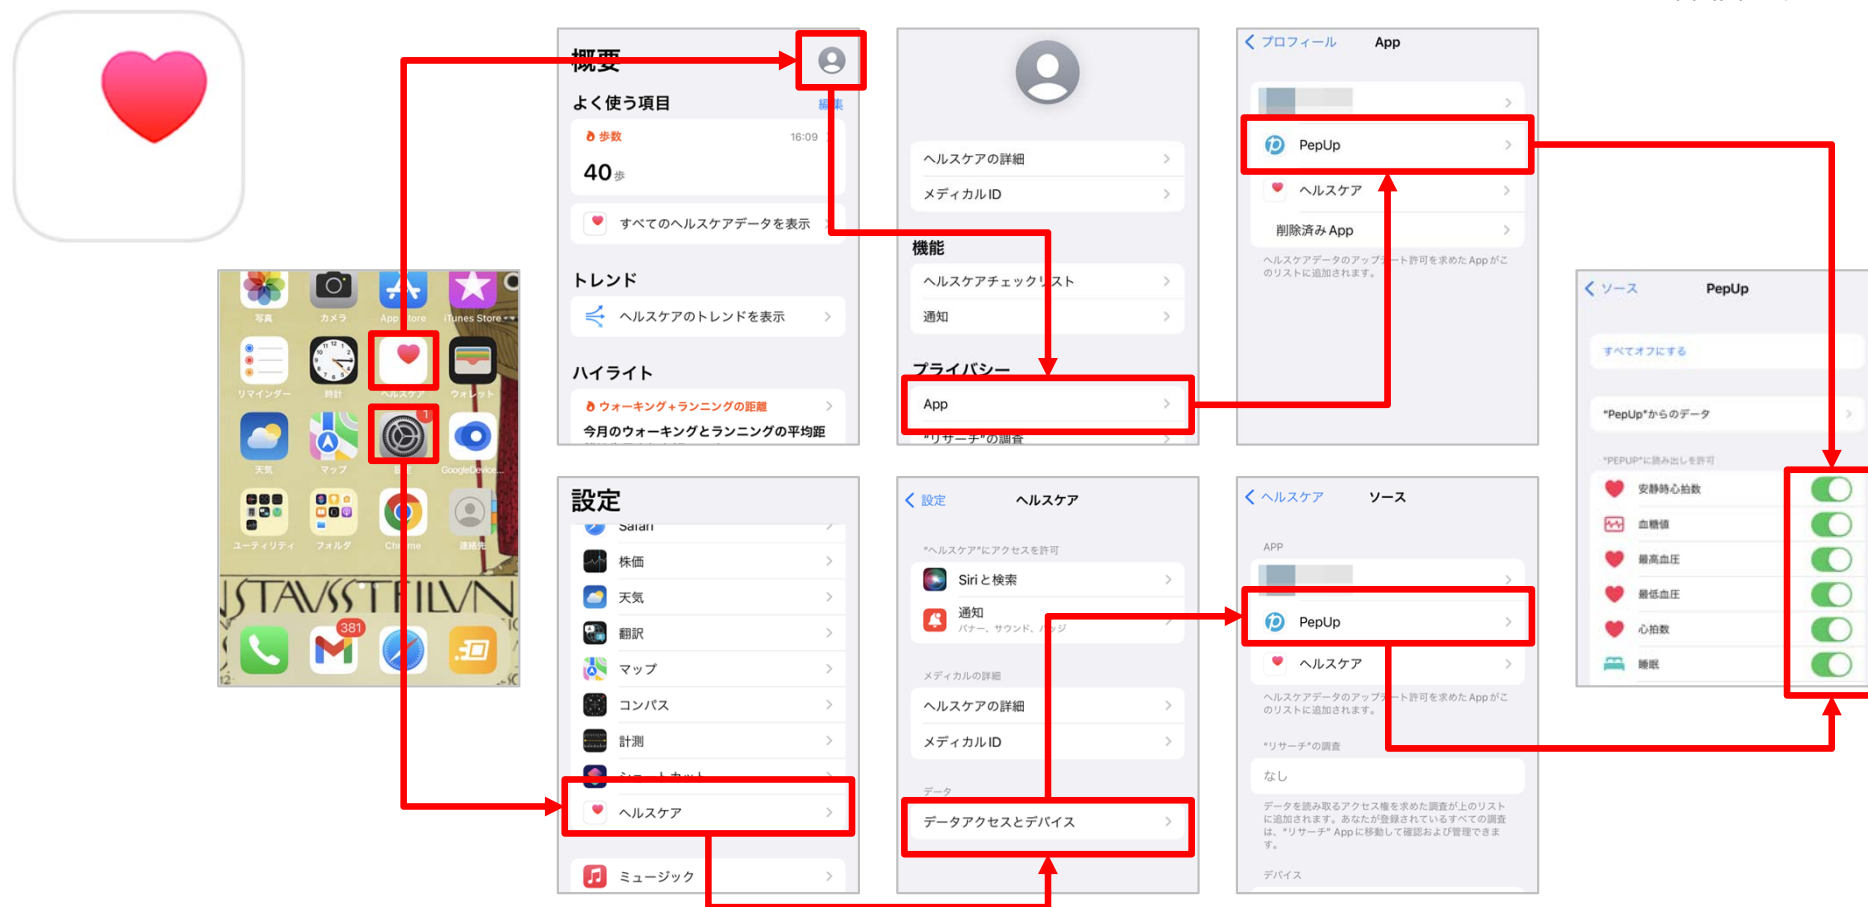 写真
カメラ
App Store
iTunes Store
リマインダー
時計
ヘルスケア
ウォレット
天気
マップ
GoogleDevice...
ユーティリティ
フォルダ
Chrome
連絡先
381
概要
よく使う項目
編集
歩数
16:09
40歩
すべてのヘルスケアデータを表示
トレンド
ヘルスケアのトレンドを表示
ハイライト
ウォーキング+ランニングの距離
今月のウォーキングとランニングの平均距
ヘルスケアの詳細
メディカルID
機能
ヘルスケアチェックリスト
通知
プライバシー
App
"リサーチ"の調査
プロフィール
App
PepUp
ヘルスケア
削除済み App
ヘルスケアデータのアップデート許可を求めた App がこ
のリストに追加されます。
設定
Safari
株価
天気
翻訳
マップ
コンパス
計測
ショートカット
ヘルスケア
ミュージック
設定
ヘルスケア
"ヘルスケア"にアクセスを許可
Siri と検索
通知
バナー、サウンド、バッジ
メディカルの詳細
ヘルスケアの詳細
メディカル ID
データ
データアクセスとデバイス
ヘルスケア
ソース
APP
PepUp
ヘルスケア
ヘルスケアデータのアップデート許可を求めた App がこ
のリストに追加されます。
"リサーチ"の調査
なし
データを読み取るアクセス権を求めた調査が上のリスト
に追加されます。あなたが登録されているすべての調査
は、"リサーチ" App に移動して確認および管理できま
す。
デバイス
ソース
PepUp
すべてオフにする
"PepUp"からのデータ
"PEPUP"に読み出しを許可
安静時心拍数
血糖値
最高血圧
最低血圧
心拍数
睡眠